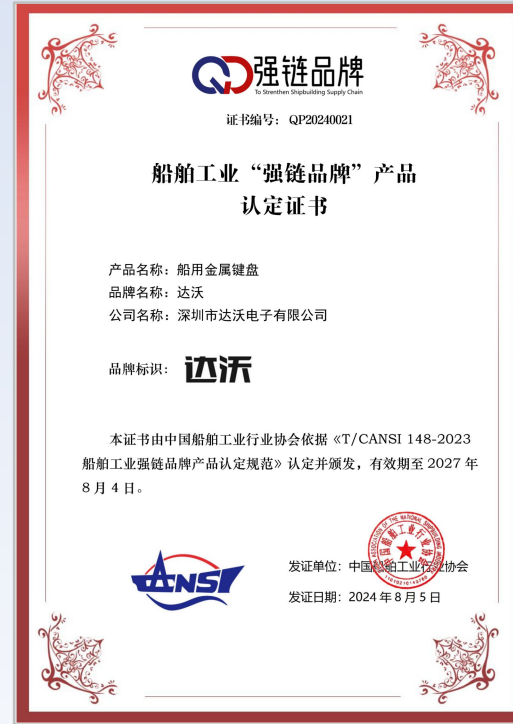 强链品牌
To Strenthen Shipbuilding Supply Chain
证书编号： QP20240021
船舶工业“强链品牌”产品
认定证书
产品名称：船用金属键盘
品牌名称：达沃
公司名称：深圳市达沃电子有限公司
品牌标识： 达沃
本证书由中国船舶工业行业协会依据《T/CANSI 148-2023
船舶工业强链品牌产品认定规范》认定并颁发，有效期至 2027 年
8 月 4 日。
CANSI
发证单位：中国船舶工业行业协会
发证日期：2024 年 8 月 5 日